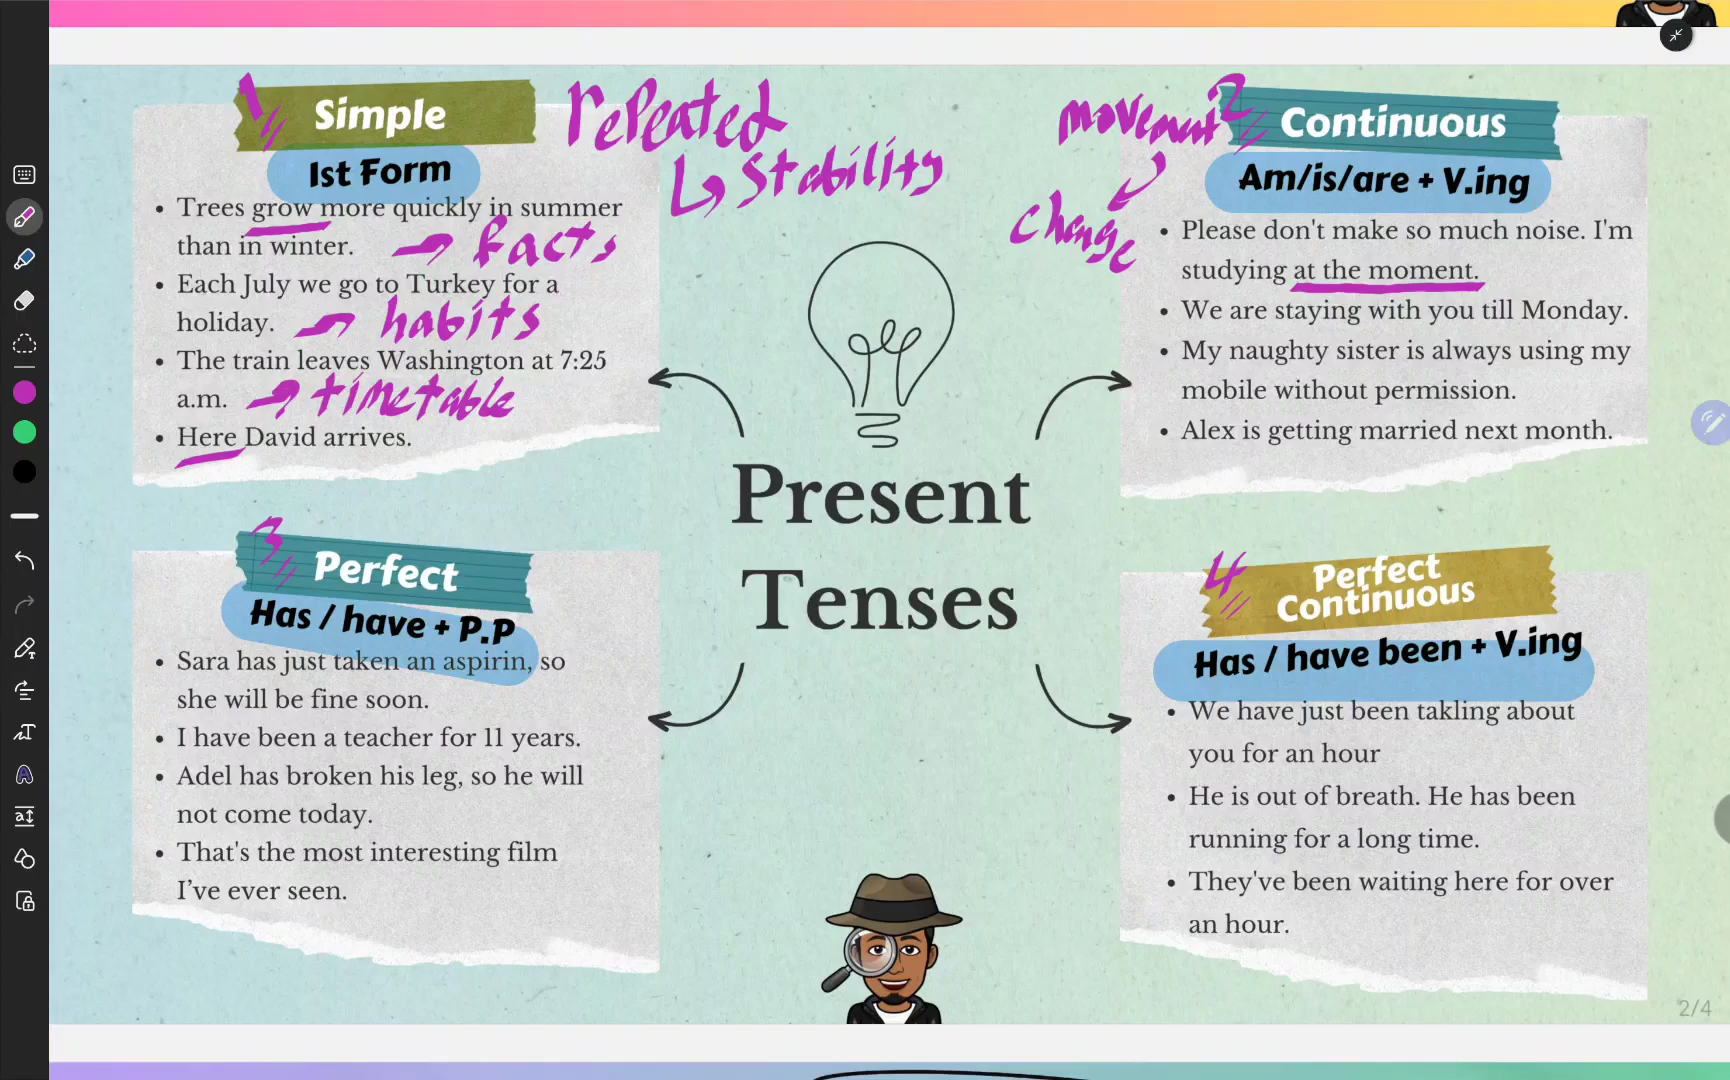 1 Simple
repeated
↳ stability
1st Form
• Trees grow more quickly in summer
than in winter. → facts
• Each July we go to Turkey for a
holiday. → habits
• The train leaves Washington at 7:25
a.m. → timetable
• Here David arrives.
movement
change
2 Continuous
Am/is/are + V.ing
• Please don't make so much noise. I'm
studying at the moment.
• We are staying with you till Monday.
• My naughty sister is always using my
mobile without permission.
• Alex is getting married next month.
Present
Tenses
3 Perfect
Has / have + P.P
• Sara has just taken an aspirin, so
she will be fine soon.
• I have been a teacher for 11 years.
• Adel has broken his leg, so he will
not come today.
• That's the most interesting film
I’ve ever seen.
4 Perfect
Continuous
Has / have been + V.ing
• We have just been takling about
you for an hour
• He is out of breath. He has been
running for a long time.
• They've been waiting here for over
an hour.
2/4